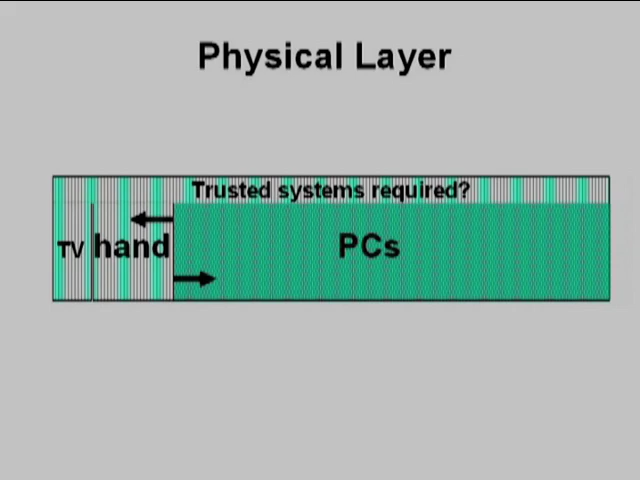 Physical Layer
Trusted systems required?
TV hand PCs